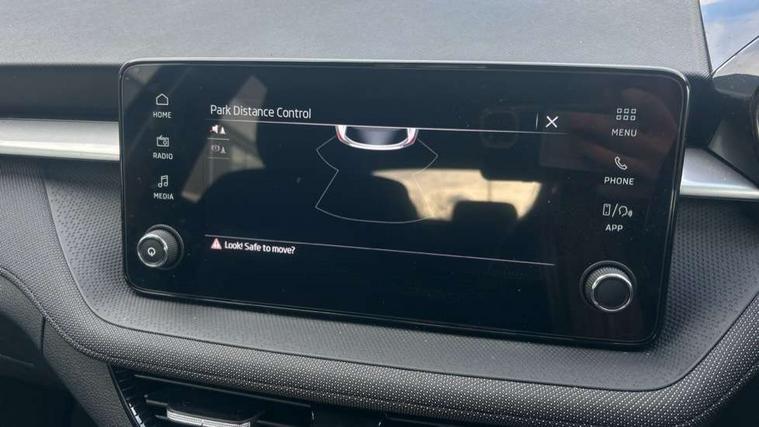 Park Distance Control
HOME
RADIO
MEDIA
MENU
PHONE
APP
Look! Safe to move?